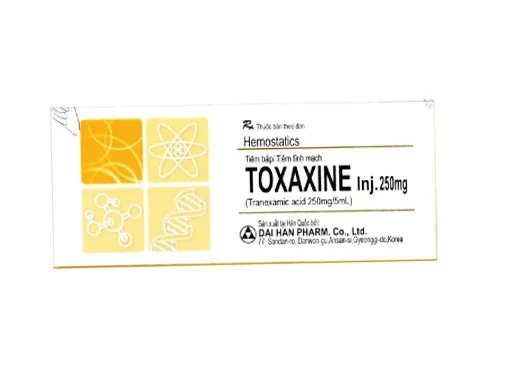 Rx Thuốc bán theo đơn
Hemostatics
Tiêm bắp/ Tiêm tĩnh mạch
TOXAXINE Inj. 250mg
(Tranexamic acid 250mg/5mL)
Sản xuất tại Hàn Quốc bởi:
DAI HAN PHARM. Co., Ltd.
77, Sandan-ro, Danwon-gu, Ansan-si, Gyeonggi-do, Korea